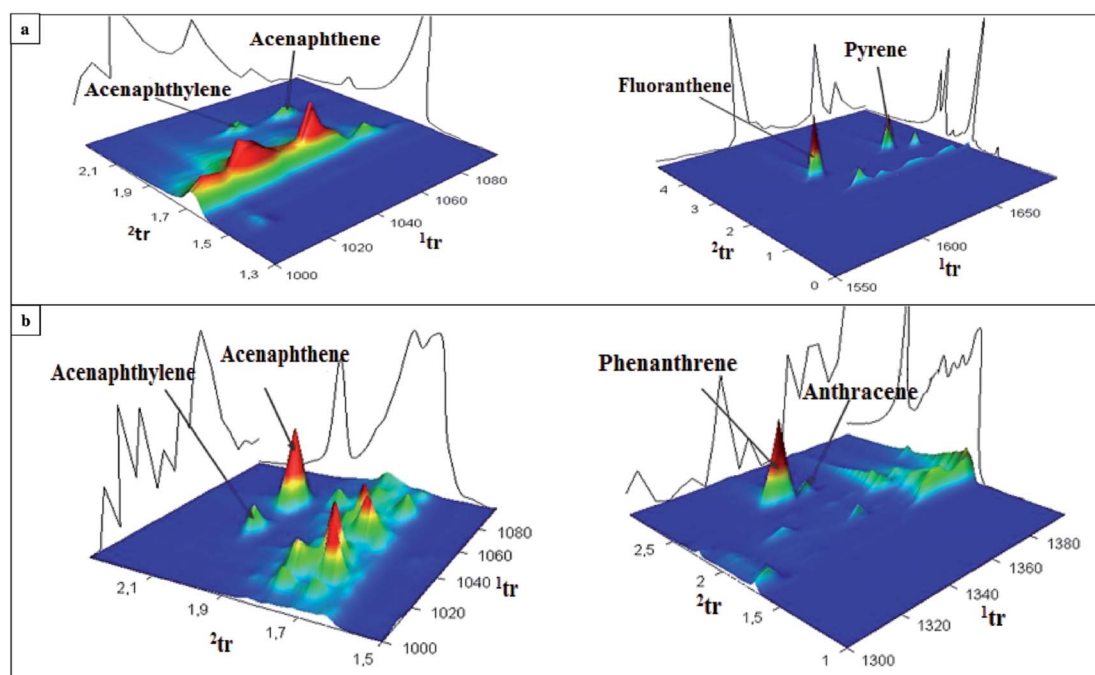 a
Acenaphthene
Acenaphthylene
2,1
1,9
1,7
1,5
1,3
²tr
1000
1020
1040
1060
1080
¹tr
Pyrene
Fluoranthene
4
3
2
1
0
²tr
1550
1600
1650
¹tr
b
Acenaphthene
Acenaphthylene
2,1
1,9
1,7
1,5
²tr
1000
1020
1040
1060
1080
¹tr
Phenanthrene
Anthracene
2,5
2
1,5
1
²tr
1300
1320
1340
1360
1380
¹tr